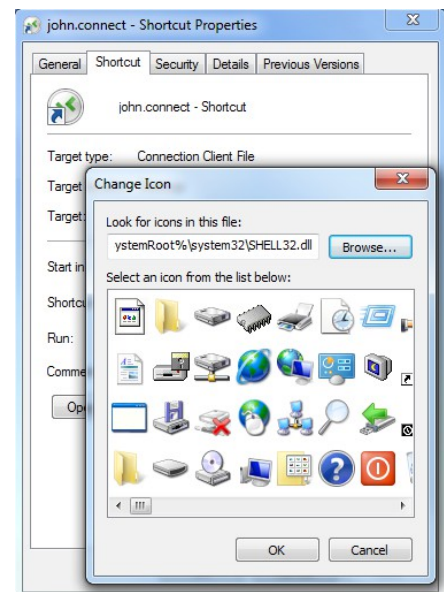 john.connect - Shortcut Properties
General Shortcut Security Details Previous Versions
john.connect - Shortcut
Target type: Connection Client File
Target
Target:
Start in
Run:
Change Icon
Look for icons in this file:
ystemRoot%\system32\SHELL32.dll Browse...
Select an icon from the list below:
OK Cancel